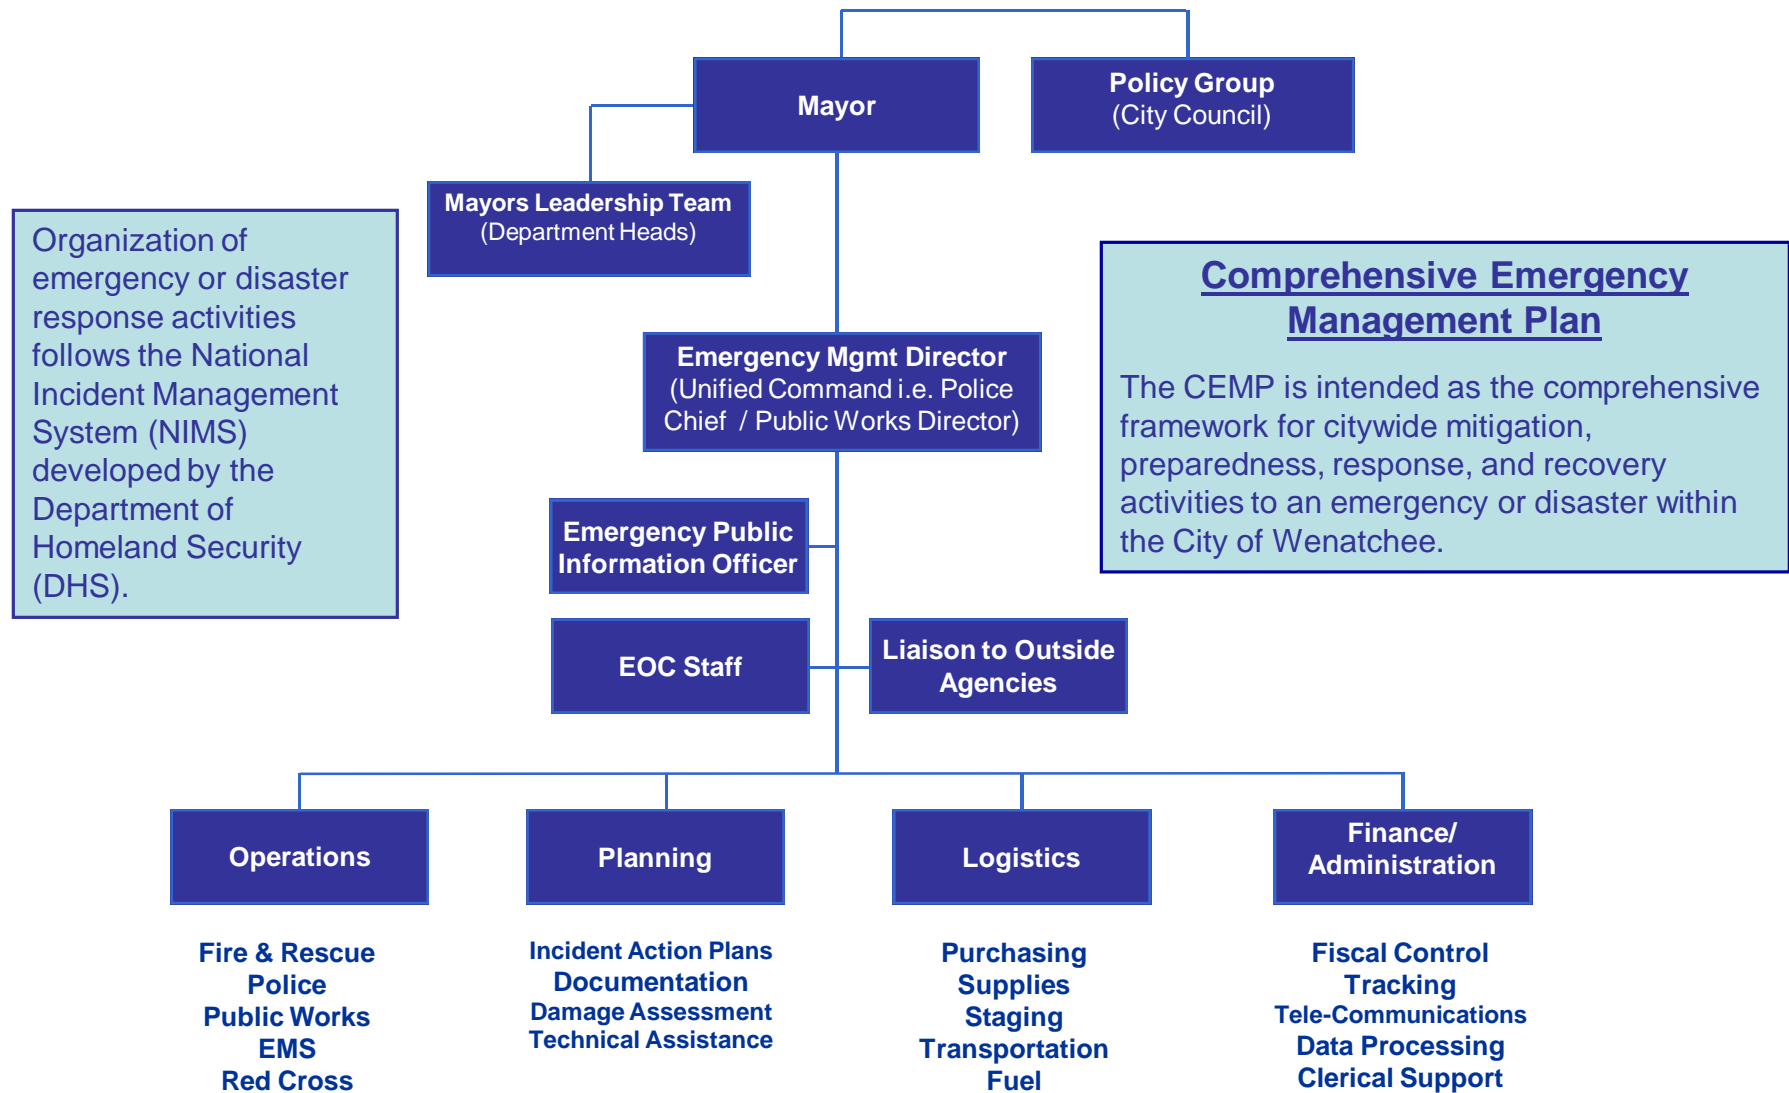 Mayor
Policy Group
(City Council)
Mayors Leadership Team
(Department Heads)
Organization of
emergency or disaster
response activities
follows the National
Incident Management
System (NIMS)
developed by the
Department of
Homeland Security
(DHS).
Comprehensive Emergency
Management Plan
The CEMP is intended as the comprehensive
framework for citywide mitigation,
preparedness, response, and recovery
activities to an emergency or disaster within
the City of Wenatchee.
Emergency Mgmt Director
(Unified Command i.e. Police
Chief / Public Works Director)
Emergency Public
Information Officer
EOC Staff
Liaison to Outside
Agencies
Operations
Fire & Rescue
Police
Public Works
EMS
Red Cross
Planning
Incident Action Plans
Documentation
Damage Assessment
Technical Assistance
Logistics
Purchasing
Supplies
Staging
Transportation
Fuel
Finance/
Administration
Fiscal Control
Tracking
Tele-Communications
Data Processing
Clerical Support